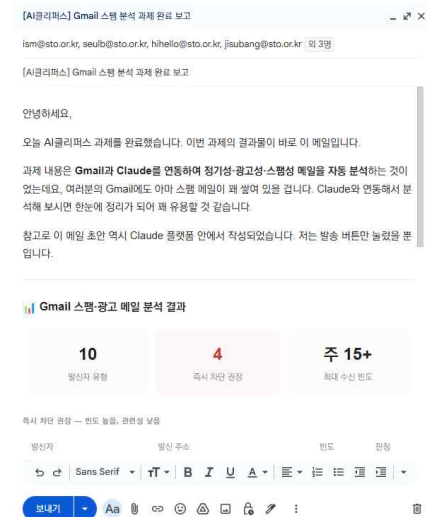 [AI클리퍼스] Gmail 스팸 분석 과제 완료 보고
ism@sto.or.kr, seulb@sto.or.kr, hihello@sto.or.kr, jisubang@sto.or.kr 외 3명
[AI클리퍼스] Gmail 스팸 분석 과제 완료 보고
안녕하세요,
오늘 AI클리퍼스 과제를 완료했습니다. 이번 과제의 결과물이 바로 이 메일입니다.
과제 내용은 Gmail과 Claude를 연동하여 정기성·광고성·스팸성 메일을 자동 분석하는 것이
었는데요, 여러분의 Gmail에도 아마 스팸 메일이 꽤 쌓여 있을 겁니다. Claude와 연동해서 분
석해 보시면 한눈에 정리가 되어 꽤 유용할 것 같습니다.
참고로 이 메일 초안 역시 Claude 플랫폼 안에서 작성되었습니다. 저는 발송 버튼만 눌렀을 뿐
입니다.
Gmail 스팸·광고 메일 분석 결과
10 4 주 15+
발신자 유형 즉시 차단 권장 최대 수신 빈도
즉시 차단 권장 — 빈도 높음, 관련성 낮음
발신자 발신 주소 빈도 판정
Sans Serif B I U A
보내기 Aa